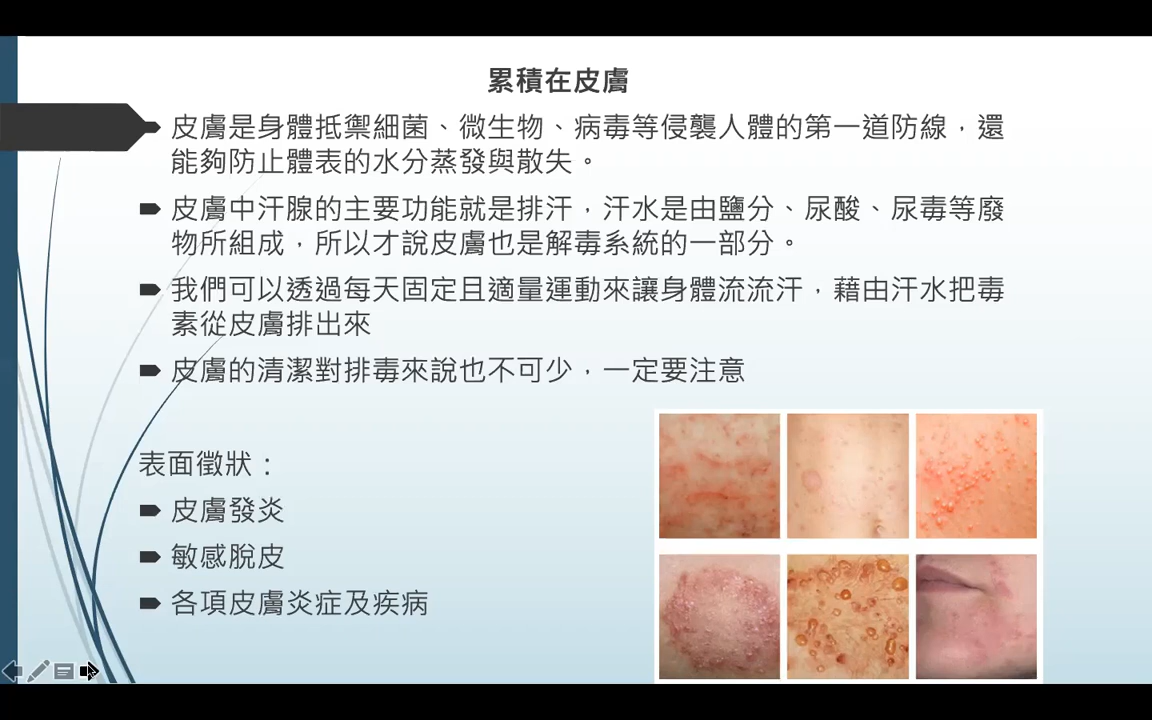 累積在皮膚
皮膚是身體抵禦細菌、微生物、病毒等侵襲人體的第一道防線，還
能夠防止體表的水分蒸發與散失。
皮膚中汗腺的主要功能就是排汗，汗水是由鹽分、尿酸、尿毒等廢
物所組成，所以才說皮膚也是解毒系統的一部分。
我們可以透過每天固定且適量運動來讓身體流流汗，藉由汗水把毒
素從皮膚排出來
皮膚的清潔對排毒來說也不可少，一定要注意
表面徵狀：
皮膚發炎
敏感脫皮
各項皮膚炎症及疾病